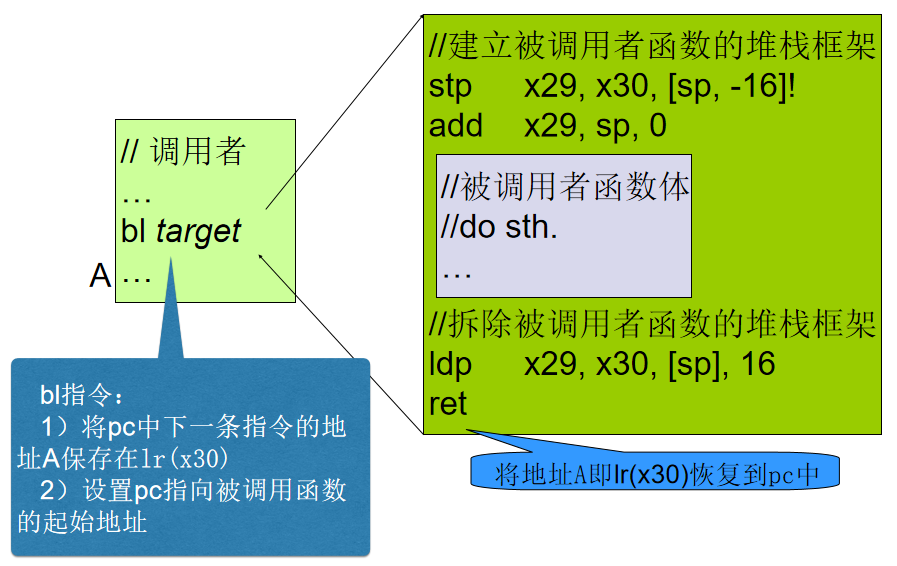 // 调用者
…
bl target
A
…
bl指令：
1）将pc中下一条指令的地
址A保存在lr(x30)
2）设置pc指向被调用函数
的起始地址
//建立被调用者函数的堆栈框架
stp x29, x30, [sp, -16]!
add x29, sp, 0
//被调用者函数体
//do sth.
…
//拆除被调用者函数的堆栈框架
ldp x29, x30, [sp], 16
ret
将地址A即lr(x30)恢复到pc中